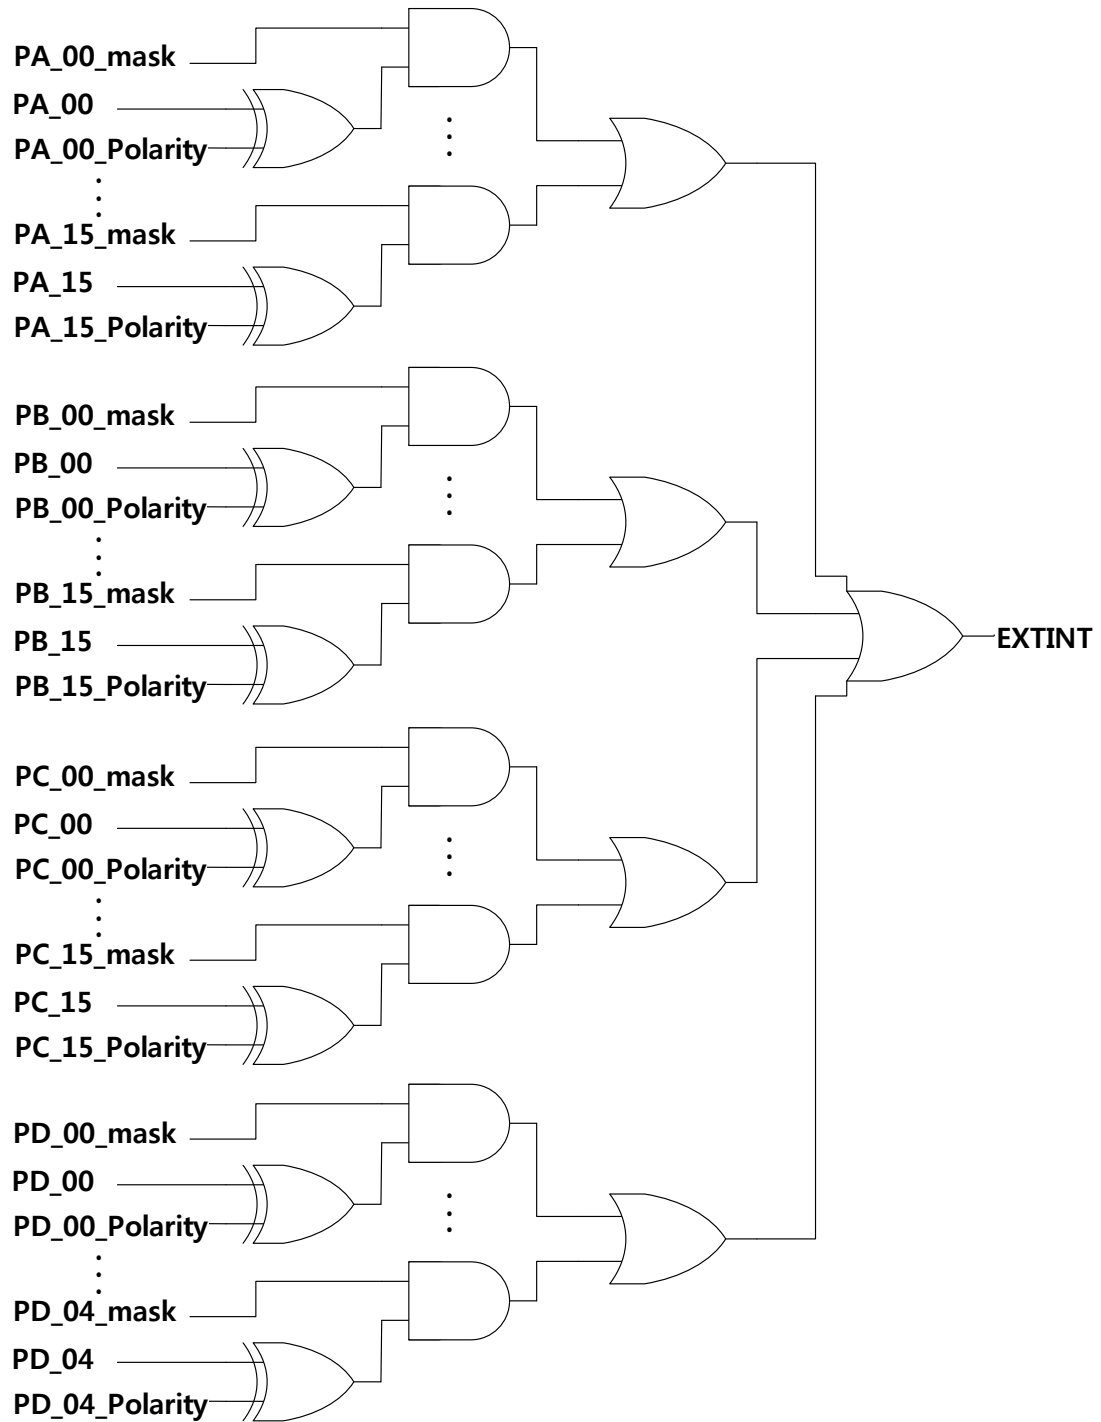 PA_00_mask
PA_00
PA_00_Polarity
PA_15_mask
PA_15
PA_15_Polarity
PB_00_mask
PB_00
PB_00_Polarity
PB_15_mask
PB_15
PB_15_Polarity
EXTINT
PC_00_mask
PC_00
PC_00_Polarity
PC_15_mask
PC_15
PC_15_Polarity
PD_00_mask
PD_00
PD_00_Polarity
PD_04_mask
PD_04
PD_04_Polarity